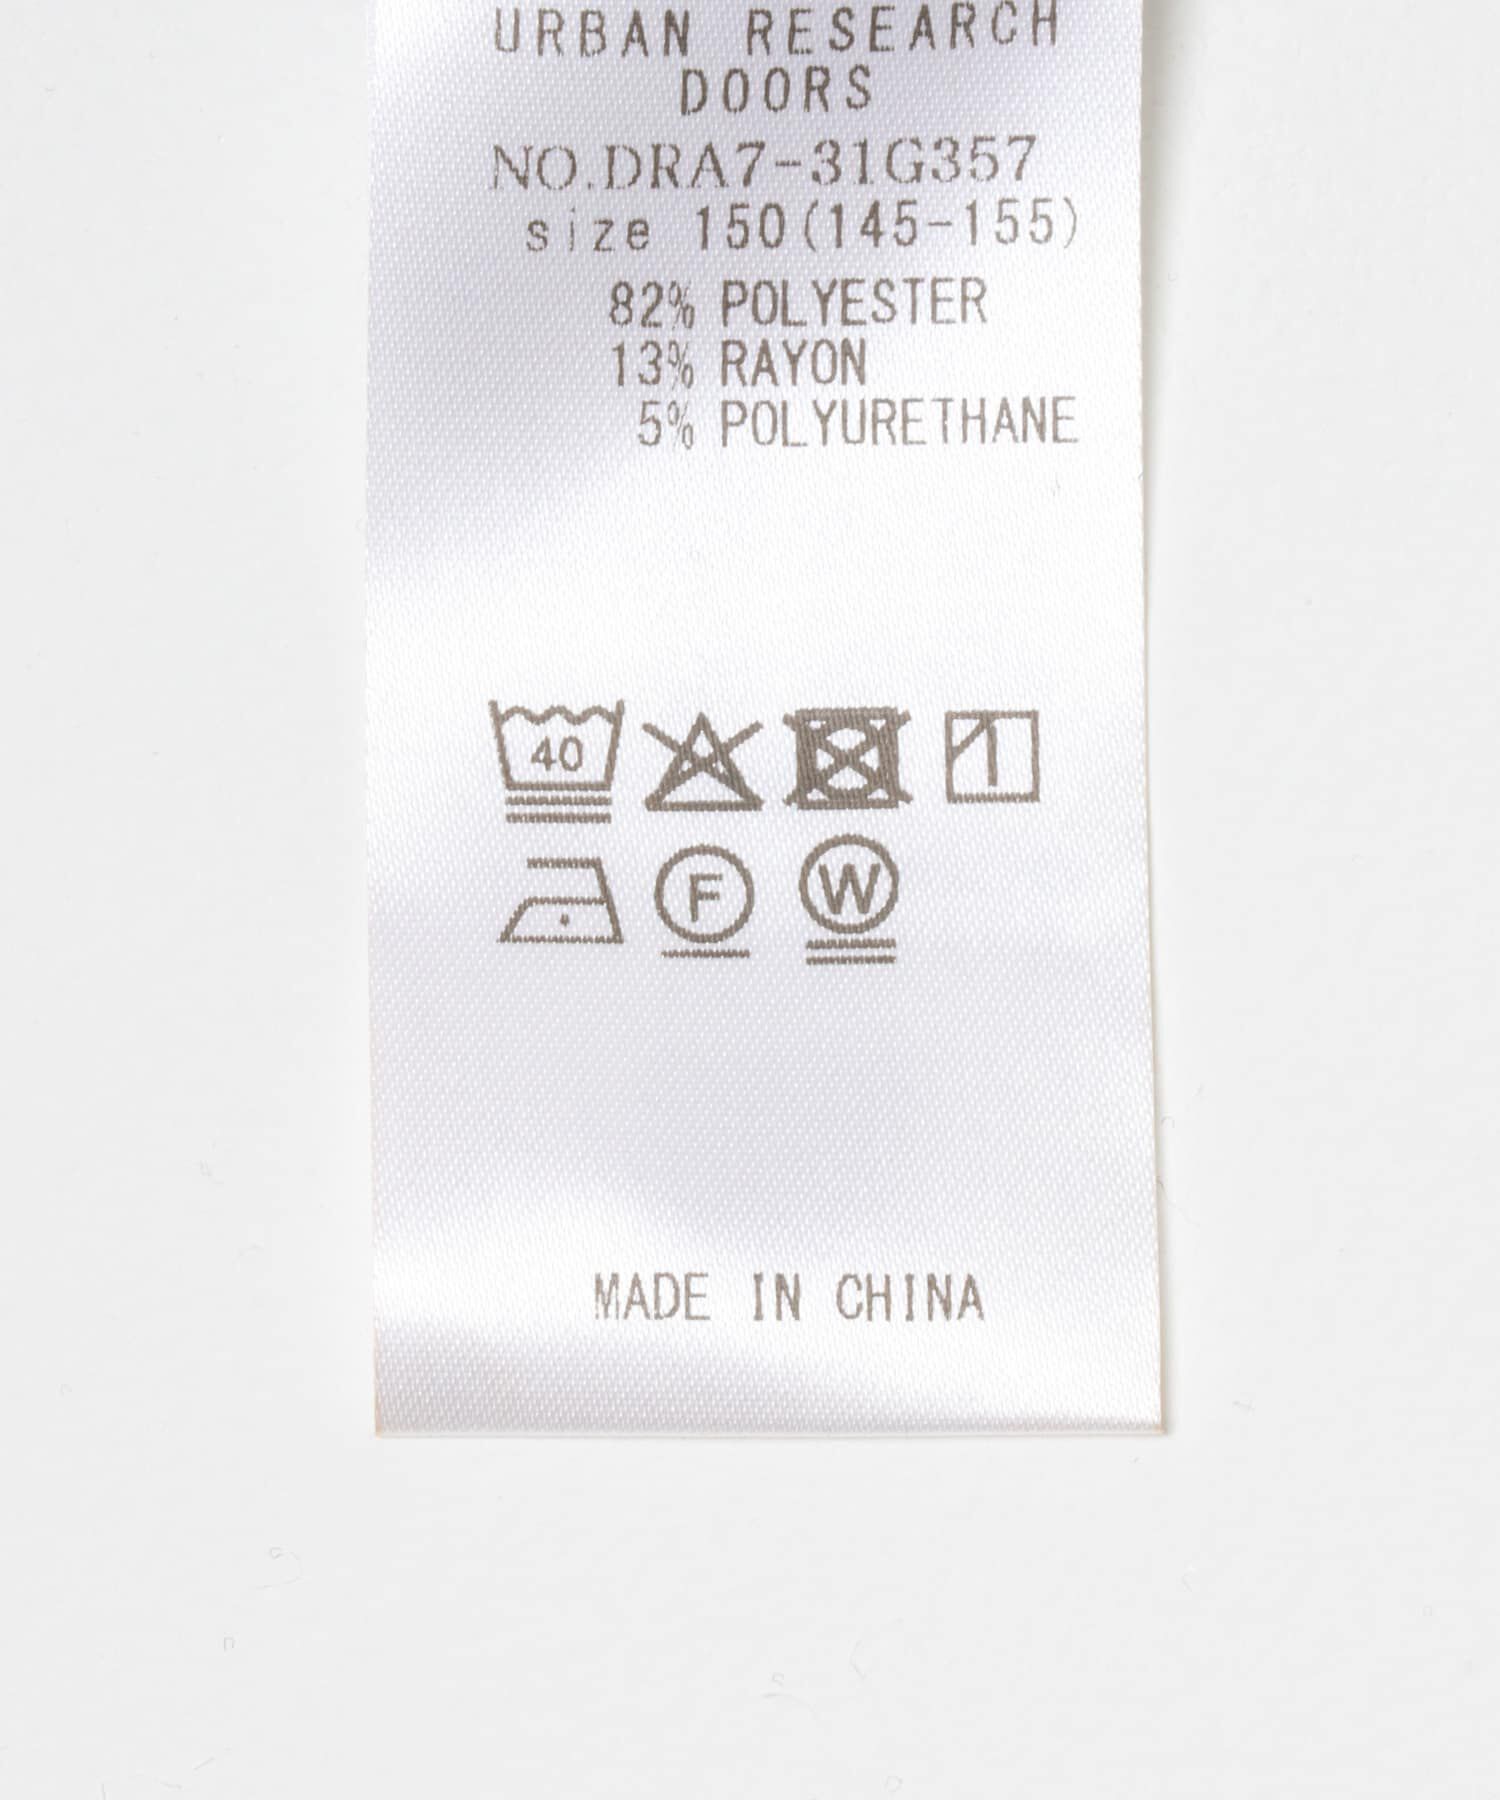 URBAN RESEARCH
DOORS
NO.DRA7-31G357
size 150(145-155)
82% POLYESTER
13% RAYON
5% POLYURETHANE
40
F W
MADE IN CHINA